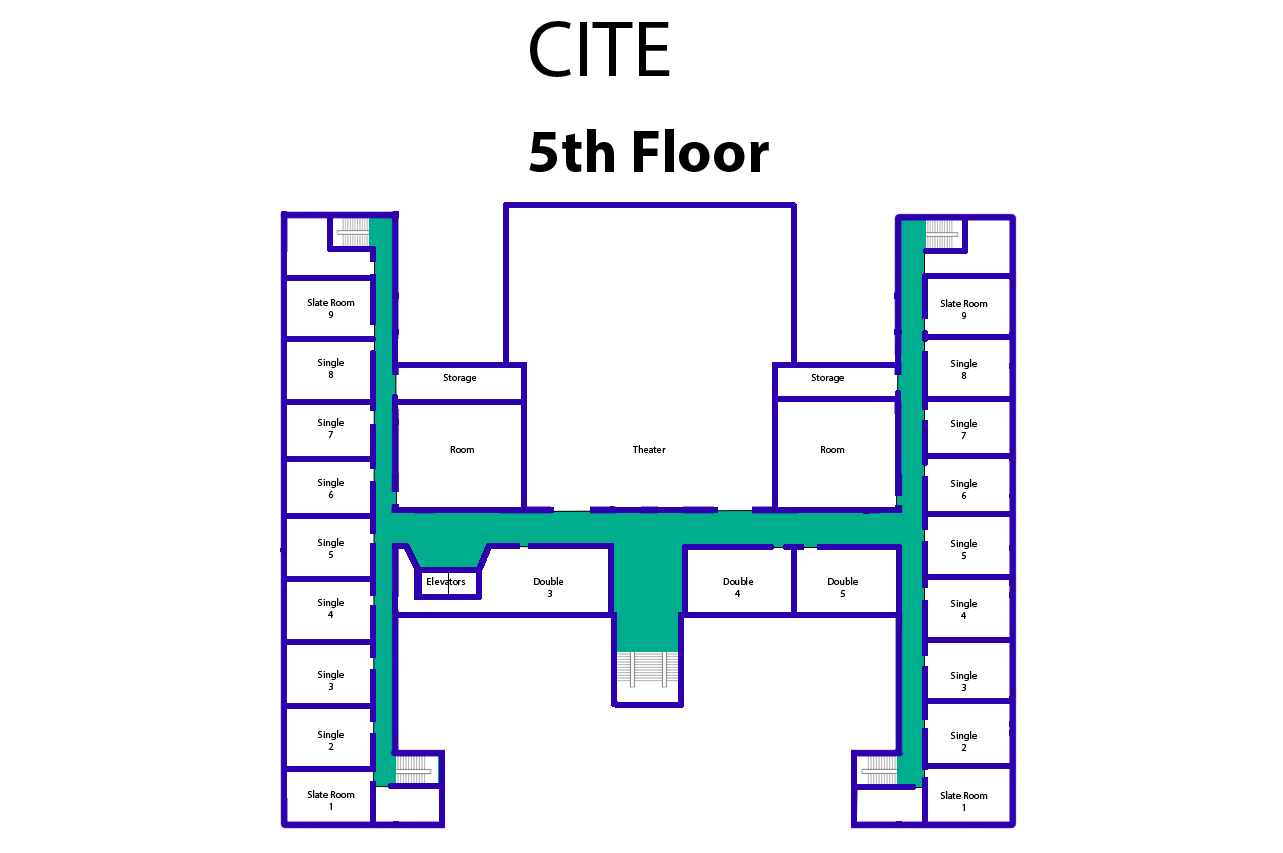 CITE
5th Floor
Slate Room
9
Slate Room
9
Single
8
Storage
Storage
Single
8
Single
7
Room
Theater
Room
Single
7
Single
6
Single
6
Single
5
Single
5
Elevators
Double
3
Double
4
Double
5
Single
4
Single
4
Single
3
Single
3
Single
2
Single
2
Slate Room
1
Slate Room
1